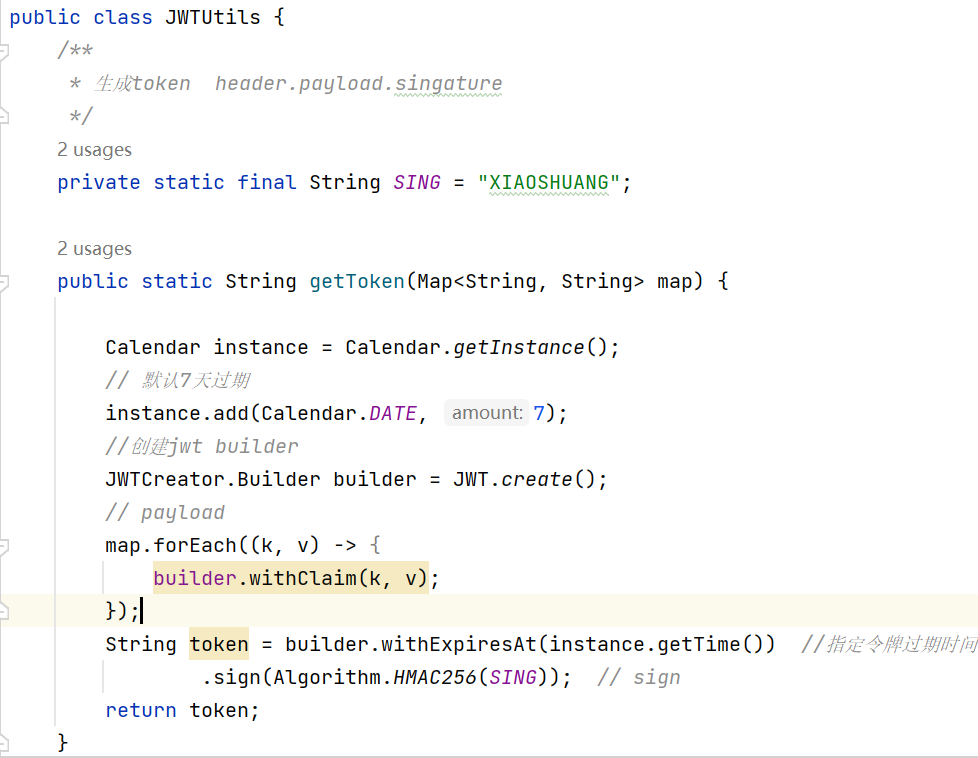 public class JWTUtils {
/**
* 生成token  header.payload.singature
*/
2 usages
private static final String SING = "XIAOSHUANG";
2 usages
public static String getToken(Map<String, String> map) {
Calendar instance = Calendar.getInstance();
// 默认7天过期
instance.add(Calendar.DATE, amount: 7);
//创建jwt builder
JWTCreator.Builder builder = JWT.create();
// payload
map.forEach((k, v) -> {
builder.withClaim(k, v);
});
String token = builder.withExpiresAt(instance.getTime())  //指定令牌过期时间
.sign(Algorithm.HMAC256(SING));  // sign
return token;
}